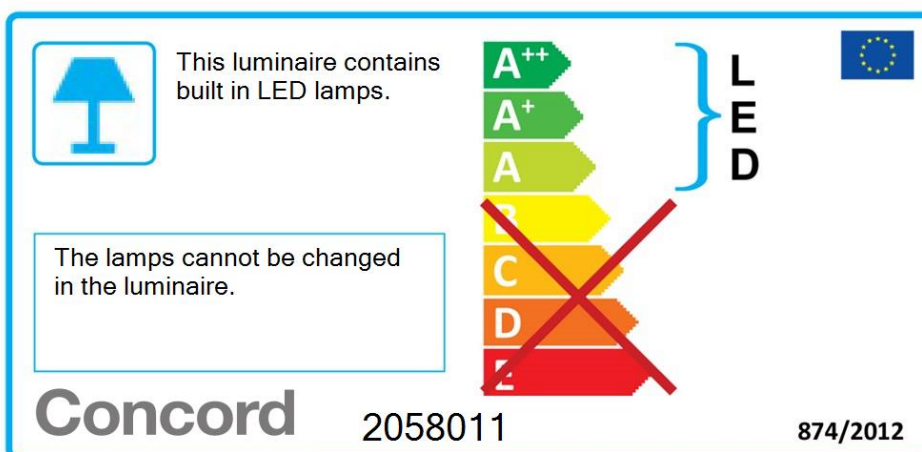 This luminaire contains
built in LED lamps.
A++
A+
A
B
C
D
E
L
E
D
The lamps cannot be changed
in the luminaire.
Concord
2058011
874/2012